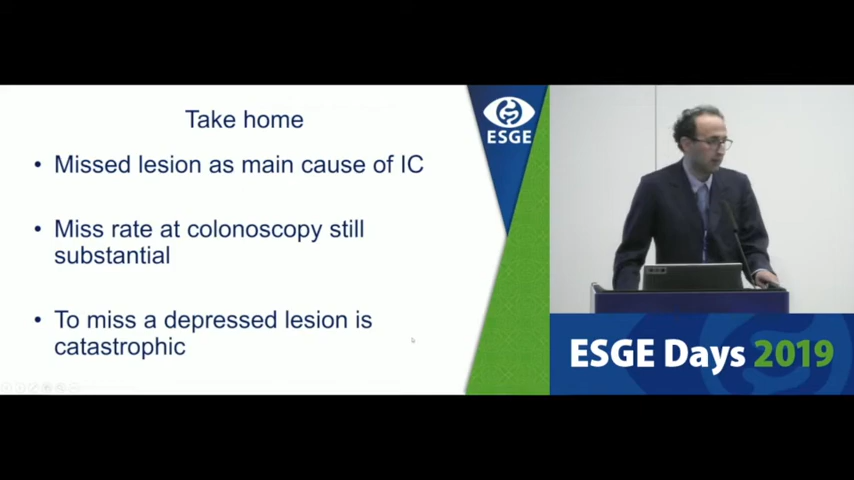 Take home
• Missed lesion as main cause of IC
• Miss rate at colonoscopy still
substantial
• To miss a depressed lesion is
catastrophic
ESGE
ESGE Days 2019